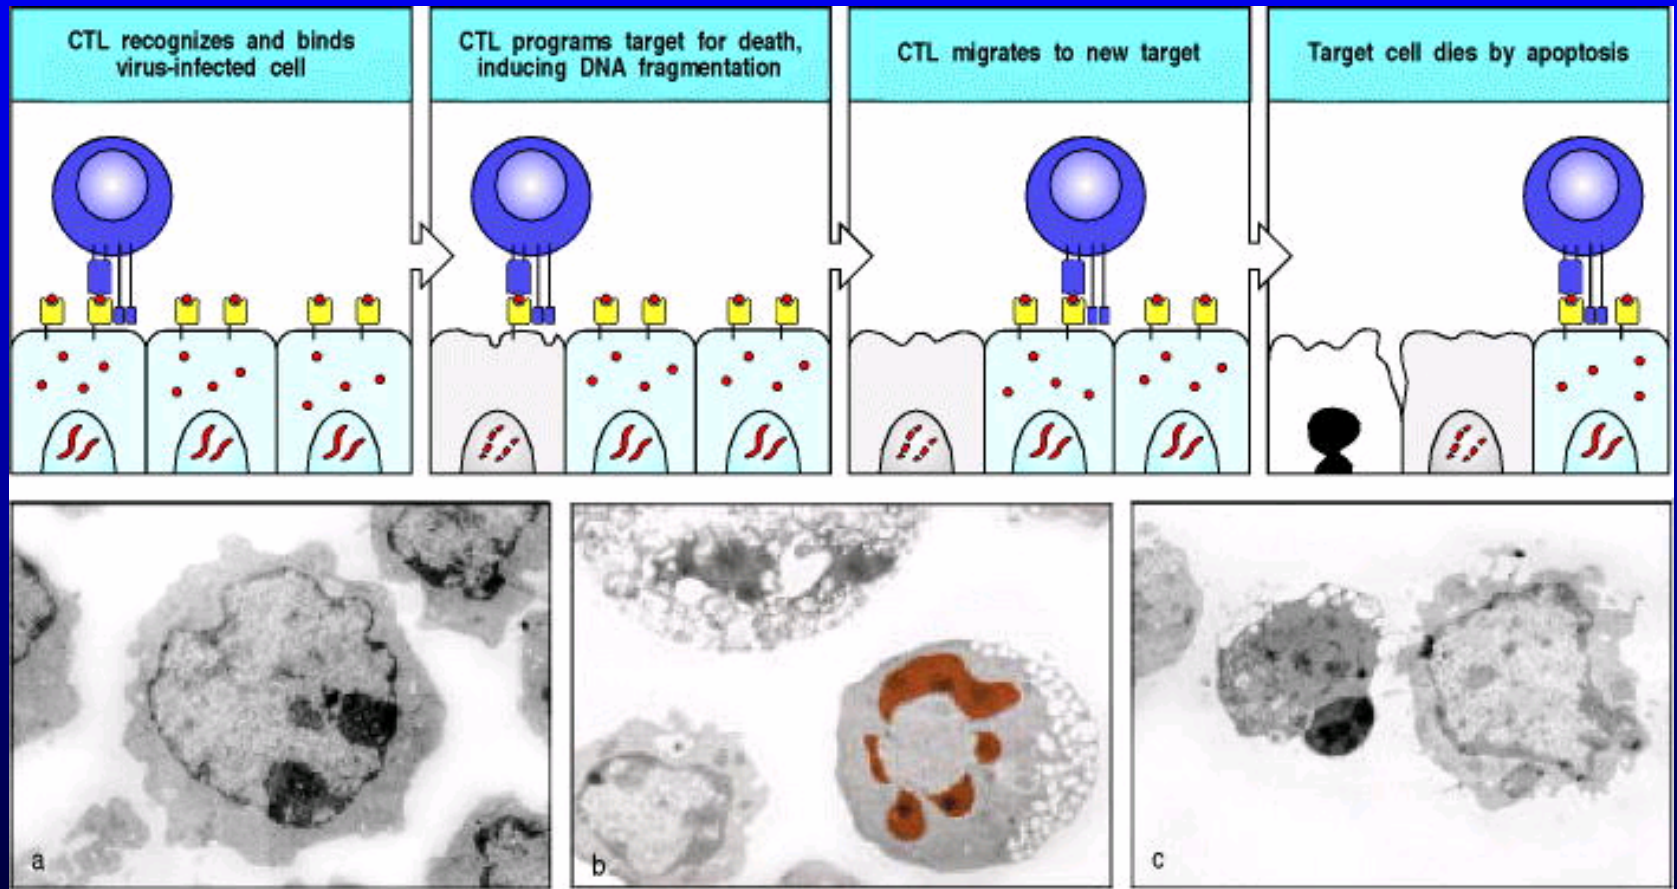 CTL recognizes and binds
virus-infected cell
CTL programs target for death,
inducing DNA fragmentation
CTL migrates to new target
Target cell dies by apoptosis
a
b
c